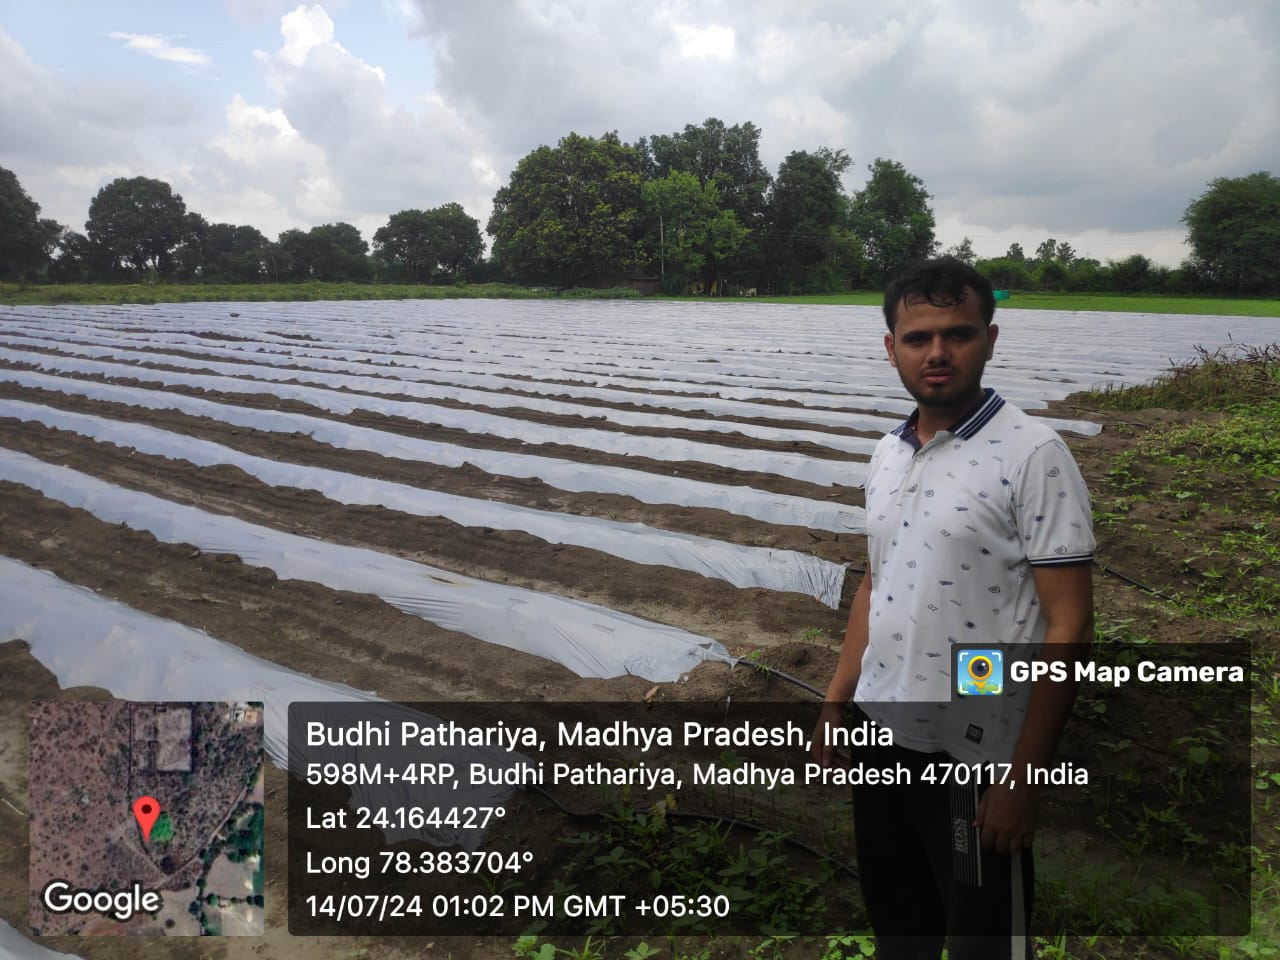 GPS Map Camera
Budhi Pathariya, Madhya Pradesh, India
598M+4RP, Budhi Pathariya, Madhya Pradesh 470117, India
Lat 24.164427°
Long 78.383704°
14/07/24 01:02 PM GMT +05:30
Google
BOSS